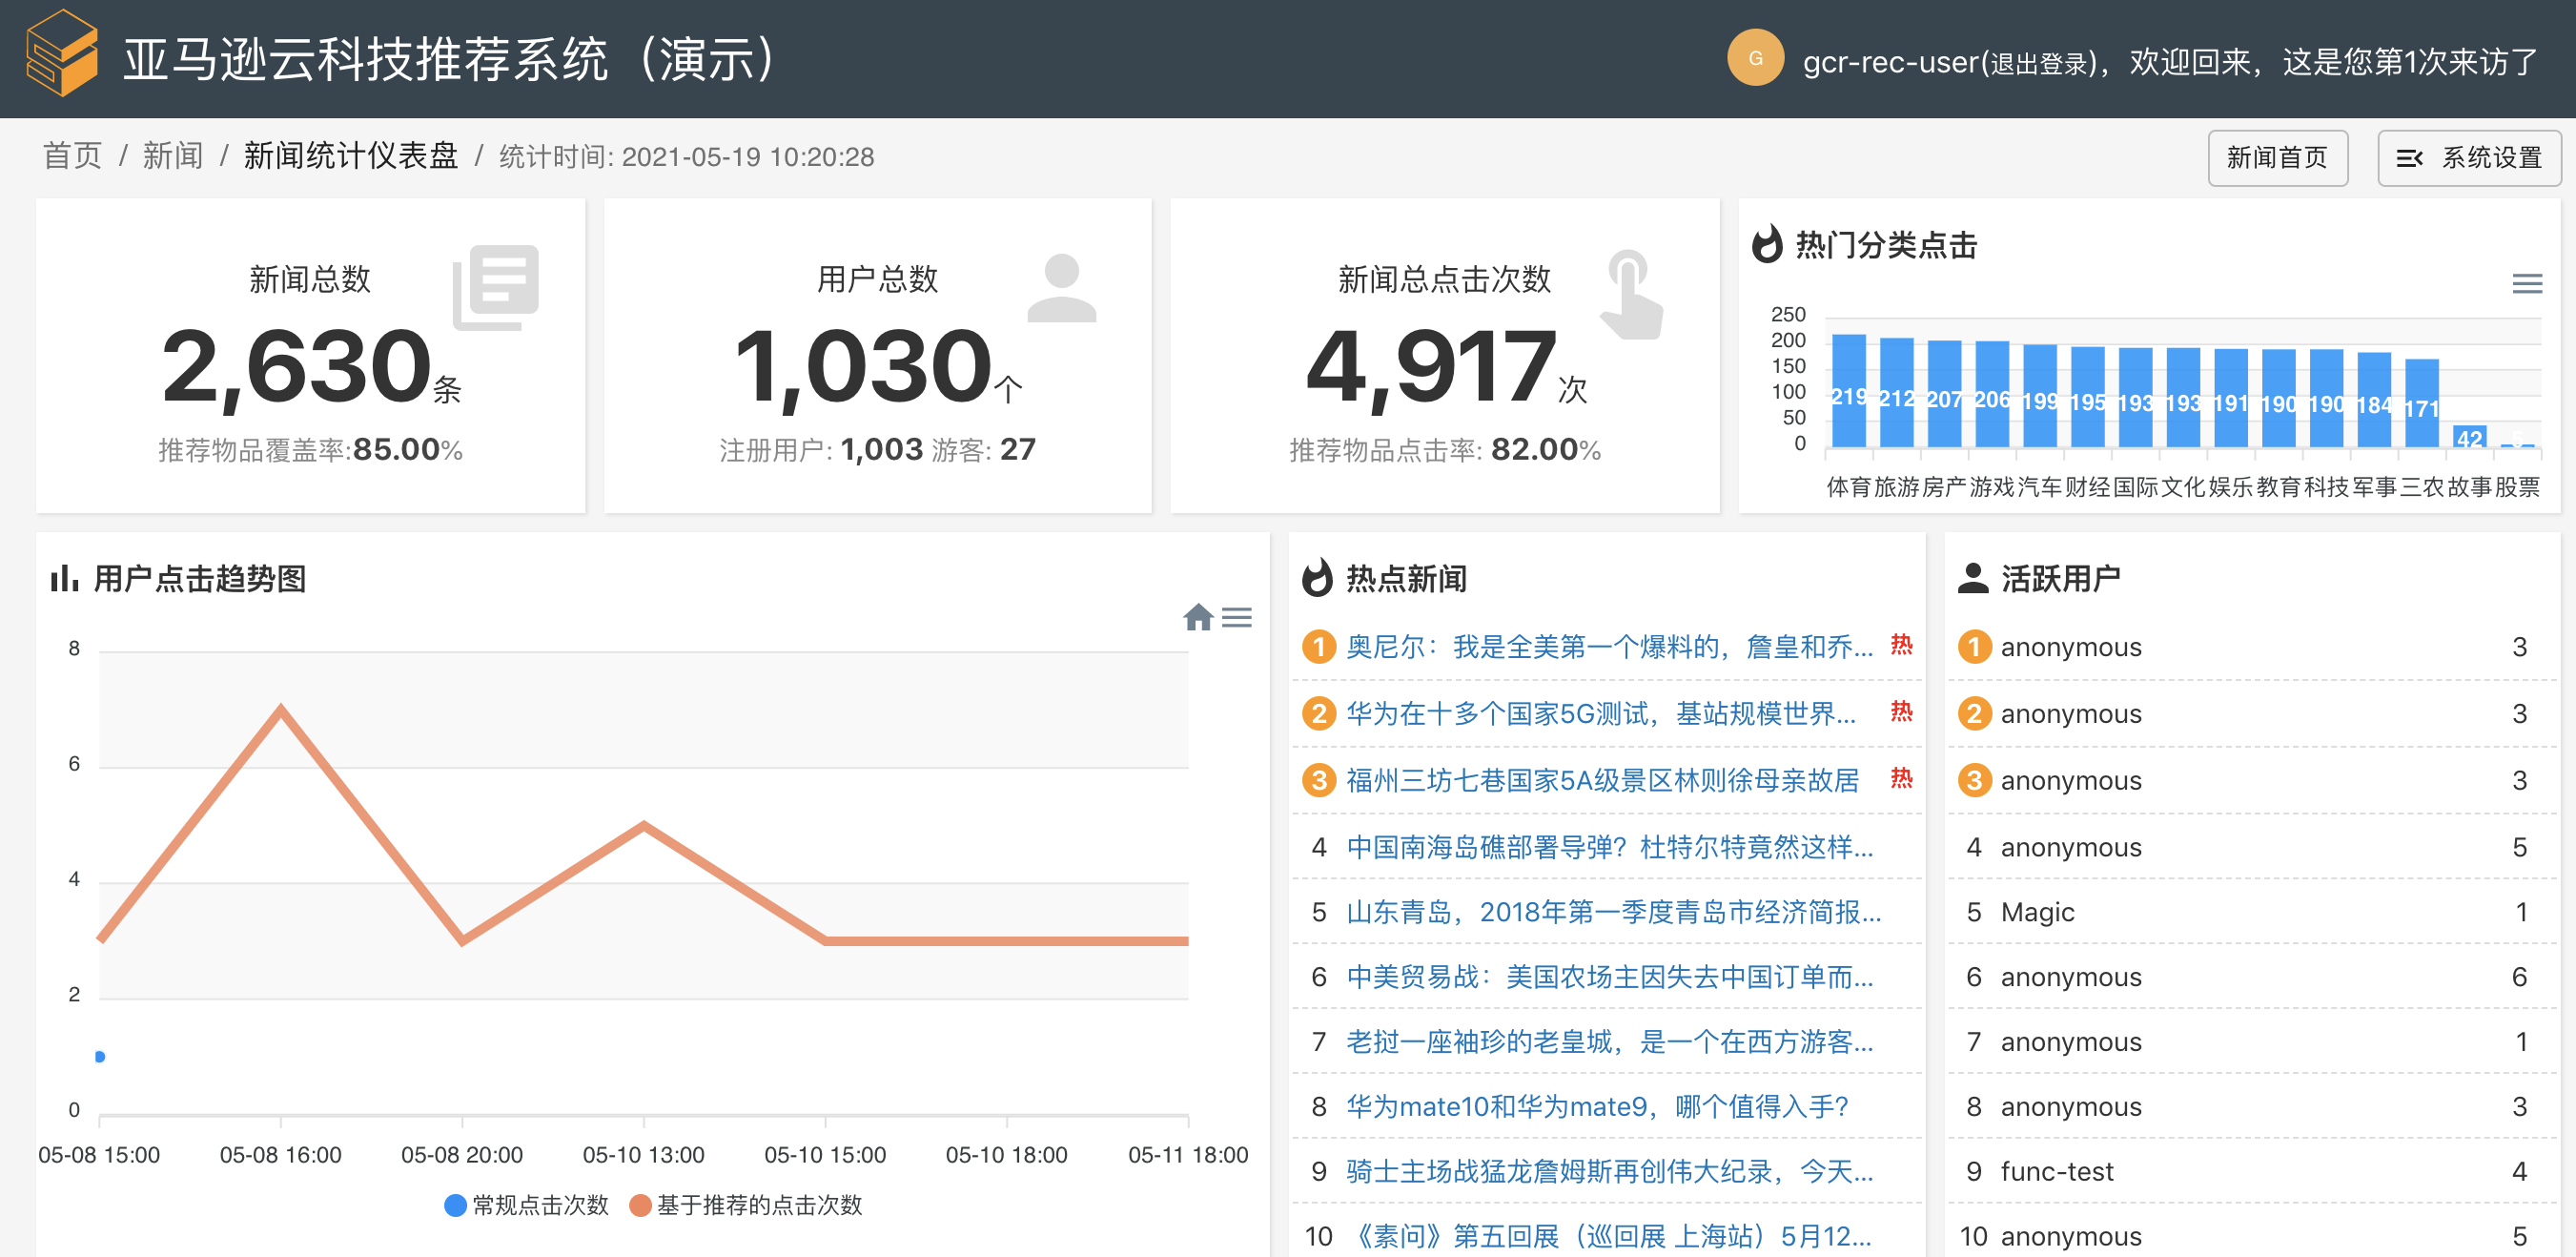 亚马逊云科技推荐系统（演示）
G
gcr-rec-user(退出登录)，欢迎回来，这是您第1次来访了
首页 / 新闻 / 新闻统计仪表盘 / 统计时间: 2021-05-19 10:20:28
新闻首页
系统设置
新闻总数
2,630条
推荐物品覆盖率:85.00%
用户总数
1,030个
注册用户: 1,003 游客: 27
新闻总点击次数
4,917次
推荐物品点击率: 82.00%
热门分类点击
250
200
150
100
50
0
219 212 207 206 199 195 193 193 191 190 190 184 171 42
体育 旅游 房产 游戏 汽车 财经 国际 文化 娱乐 教育 科技 军事 三农 故事 股票
用户点击趋势图
8
6
4
2
0
05-08 15:00 05-08 16:00 05-08 20:00 05-10 13:00 05-10 15:00 05-10 18:00 05-11 18:00
常规点击次数 基于推荐的点击次数
热点新闻
1 奥尼尔：我是全美第一个爆料的，詹皇和乔... 热
2 华为在十多个国家5G测试，基站规模世界... 热
3 福州三坊七巷国家5A级景区林则徐母亲故居 热
4 中国南海岛礁部署导弹？杜特尔特竟然这样...
5 山东青岛，2018年第一季度青岛市经济简报...
6 中美贸易战：美国农场主因失去中国订单而...
7 老挝一座袖珍的老皇城，是一个在西方游客...
8 华为mate10和华为mate9，哪个值得入手？
9 骑士主场战猛龙詹姆斯再创伟大纪录，今天...
10 《素问》第五回展（巡回展 上海站）5月12...
活跃用户
1 anonymous 3
2 anonymous 3
3 anonymous 3
4 anonymous 5
5 Magic 1
6 anonymous 6
7 anonymous 1
8 anonymous 3
9 func-test 4
10 anonymous 5